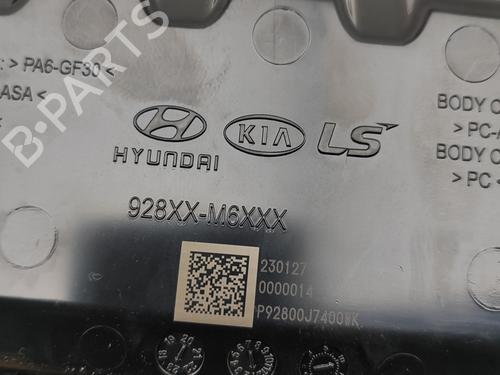 B-PARTS
: > PA6-GF30 <
ASA <
BODY C
> PC-A
BODY C
> PC <
HYUNDAI
KIA
LS
928XX-M6XXX
230127
0000014
P92800J7400WK